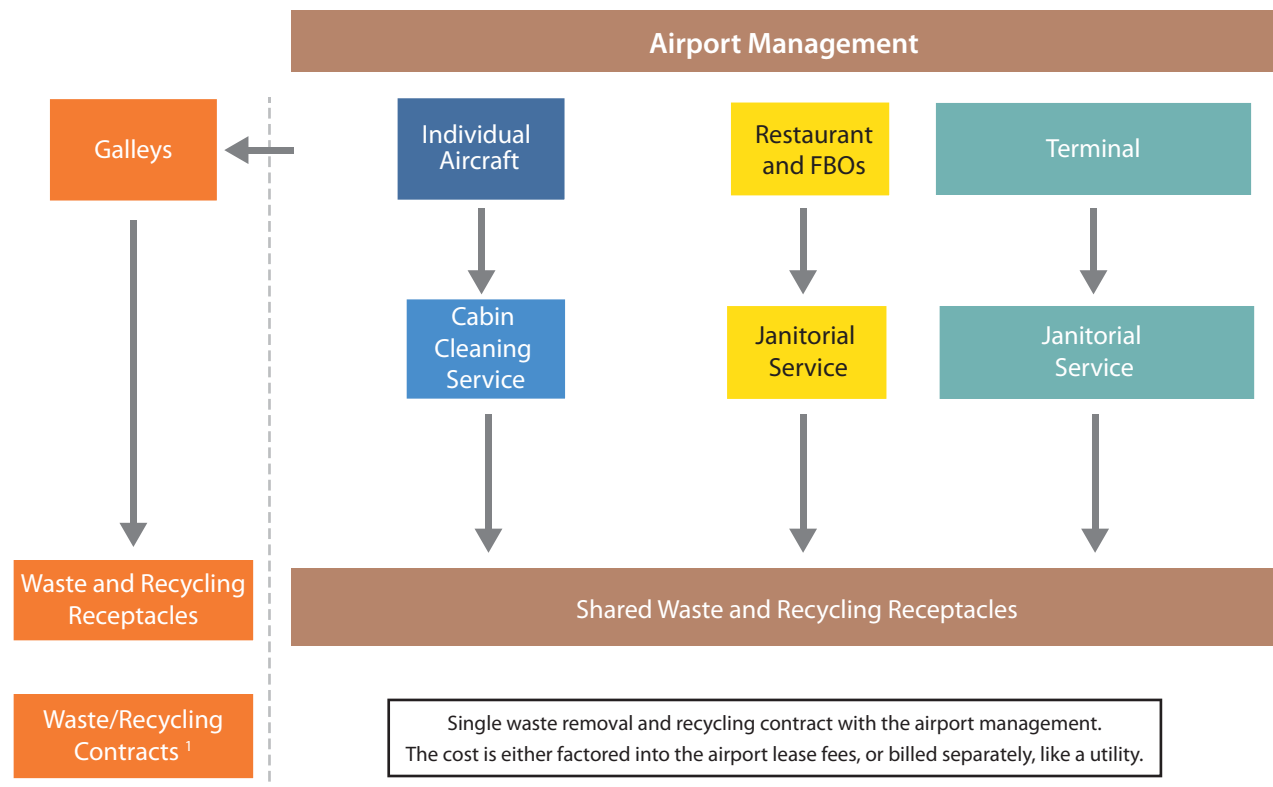 Airport Management
Galleys
Individual
Aircraft
Restaurant
and FBOs
Terminal
Cabin
Cleaning
Service
Janitorial
Service
Janitorial
Service
Waste and Recycling
Receptacles
Shared Waste and Recycling Receptacles
Waste/Recycling
Contracts 1
Single waste removal and recycling contract with the airport management.
The cost is either factored into the airport lease fees, or billed separately, like a utility.